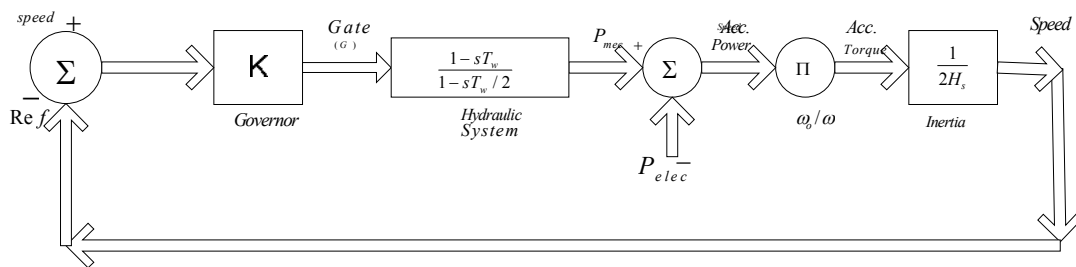 speed +
Σ
−
Re f
K
Governor
Gate
(G)
1 − sT_w
1 − sT_w / 2
Hydraulic
System
P_mec +
Σ
P_elec −
Acc.
Power
Π
ω_o/ω
Acc.
Torque
1
2H_s
Inertia
Speed